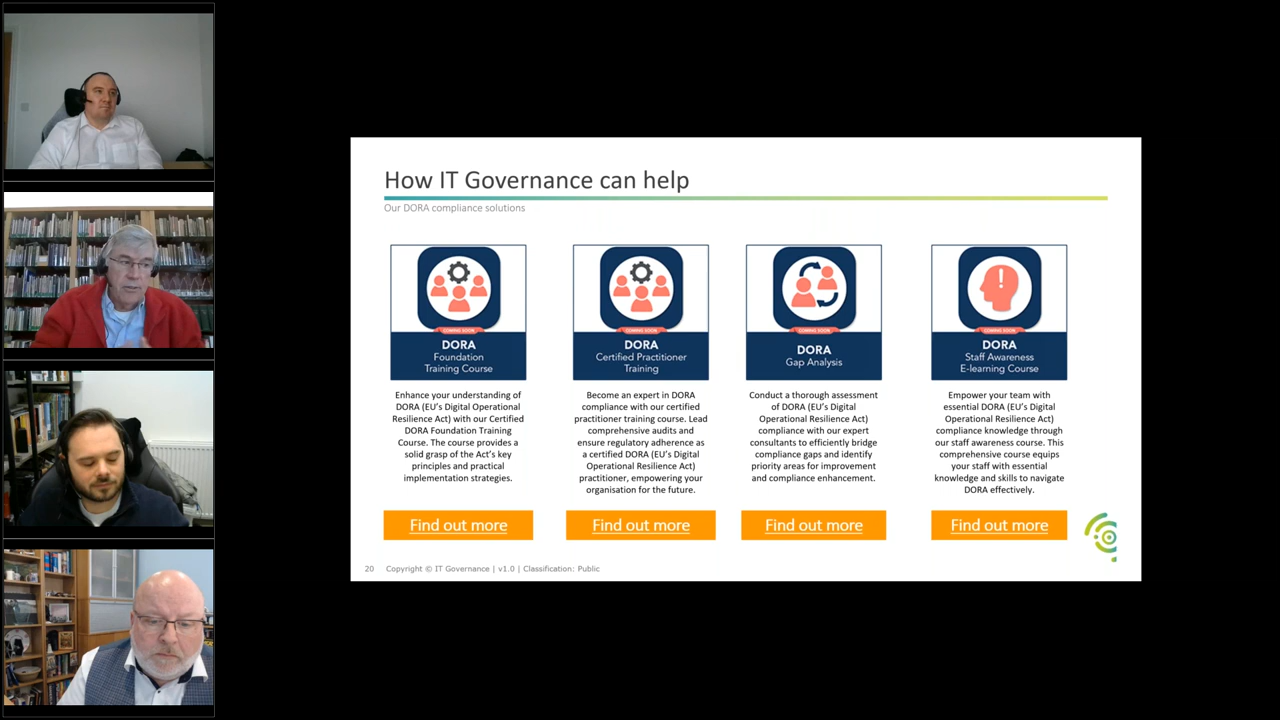 How IT Governance can help
Our DORA compliance solutions
COMING SOON
DORA
Foundation
Training Course
Enhance your understanding of
DORA (EU's Digital Operational
Resilience Act) with our Certified
DORA Foundation Training
Course. The course provides a
solid grasp of the Act's key
principles and practical
implementation strategies.
Find out more
COMING SOON
DORA
Certified Practitioner
Training
Become an expert in DORA
compliance with our certified
practitioner training course. Lead
comprehensive audits and
ensure regulatory adherence as
a certified DORA (EU's Digital
Operational Resilience Act)
practitioner, empowering your
organisation for the future.
Find out more
COMING SOON
DORA
Gap Analysis
Conduct a thorough assessment
of DORA (EU's Digital
Operational Resilience Act)
compliance with our expert
consultants to efficiently bridge
compliance gaps and identify
priority areas for improvement
and compliance enhancement.
Find out more
COMING SOON
DORA
Staff Awareness
E-learning Course
Empower your team with
essential DORA (EU's Digital
Operational Resilience Act)
compliance knowledge through
our staff awareness course. This
comprehensive course equips
your staff with essential
knowledge and skills to navigate
DORA effectively.
Find out more
20 Copyright © IT Governance | v1.0 | Classification: Public